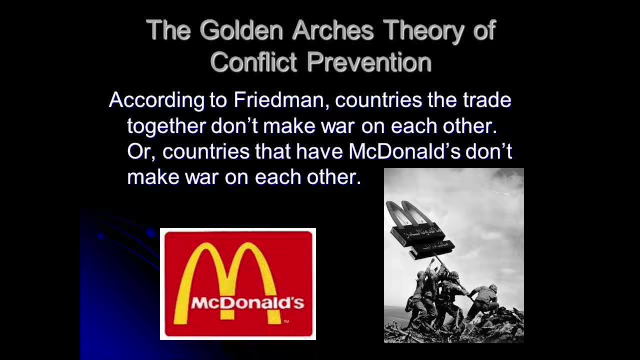 The Golden Arches Theory of
Conflict Prevention
According to Friedman, countries the trade
together don't make war on each other.
Or, countries that have McDonald's don't
make war on each other.
McDonald's